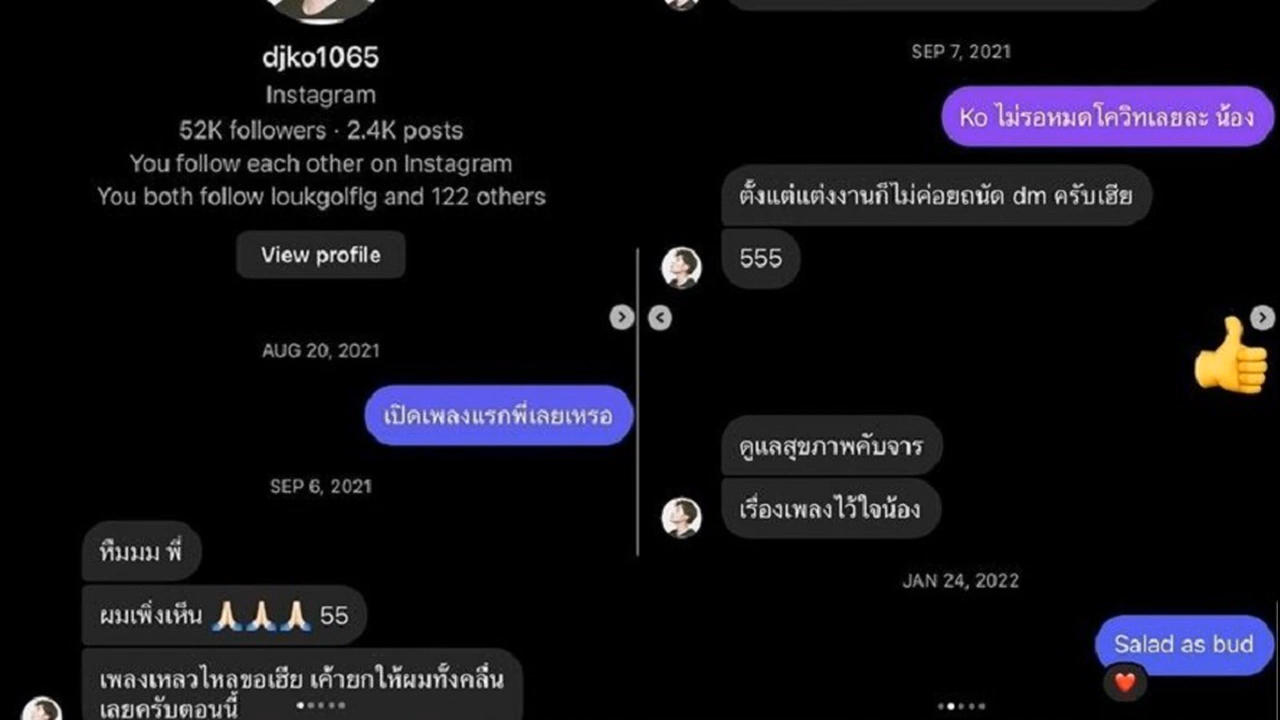 djko1065
Instagram
52K followers · 2.4K posts
You follow each other on Instagram
You both follow loukgolflg and 122 others
View profile
AUG 20, 2021
เปิดเพลงแรกพี่เลยเหรอ
SEP 6, 2021
หืมมม พี่
ผมเพิ่งเห็น 🙏🏻🙏🏻🙏🏻 55
เพลงเหลวไหลขอเฮีย เค้ายกให้ผมทั้งคลื่น
เลยครับตอนนี้
SEP 7, 2021
Ko ไม่รอหมดโควิทเลยละ น้อง
ตั้งแต่แต่งงานก็ไม่ค่อยถนัด dm ครับเฮีย
555
👍
ดูแลสุขภาพคับจาร
เรื่องเพลงไว้ใจน้อง
JAN 24, 2022
Salad as bud
❤️